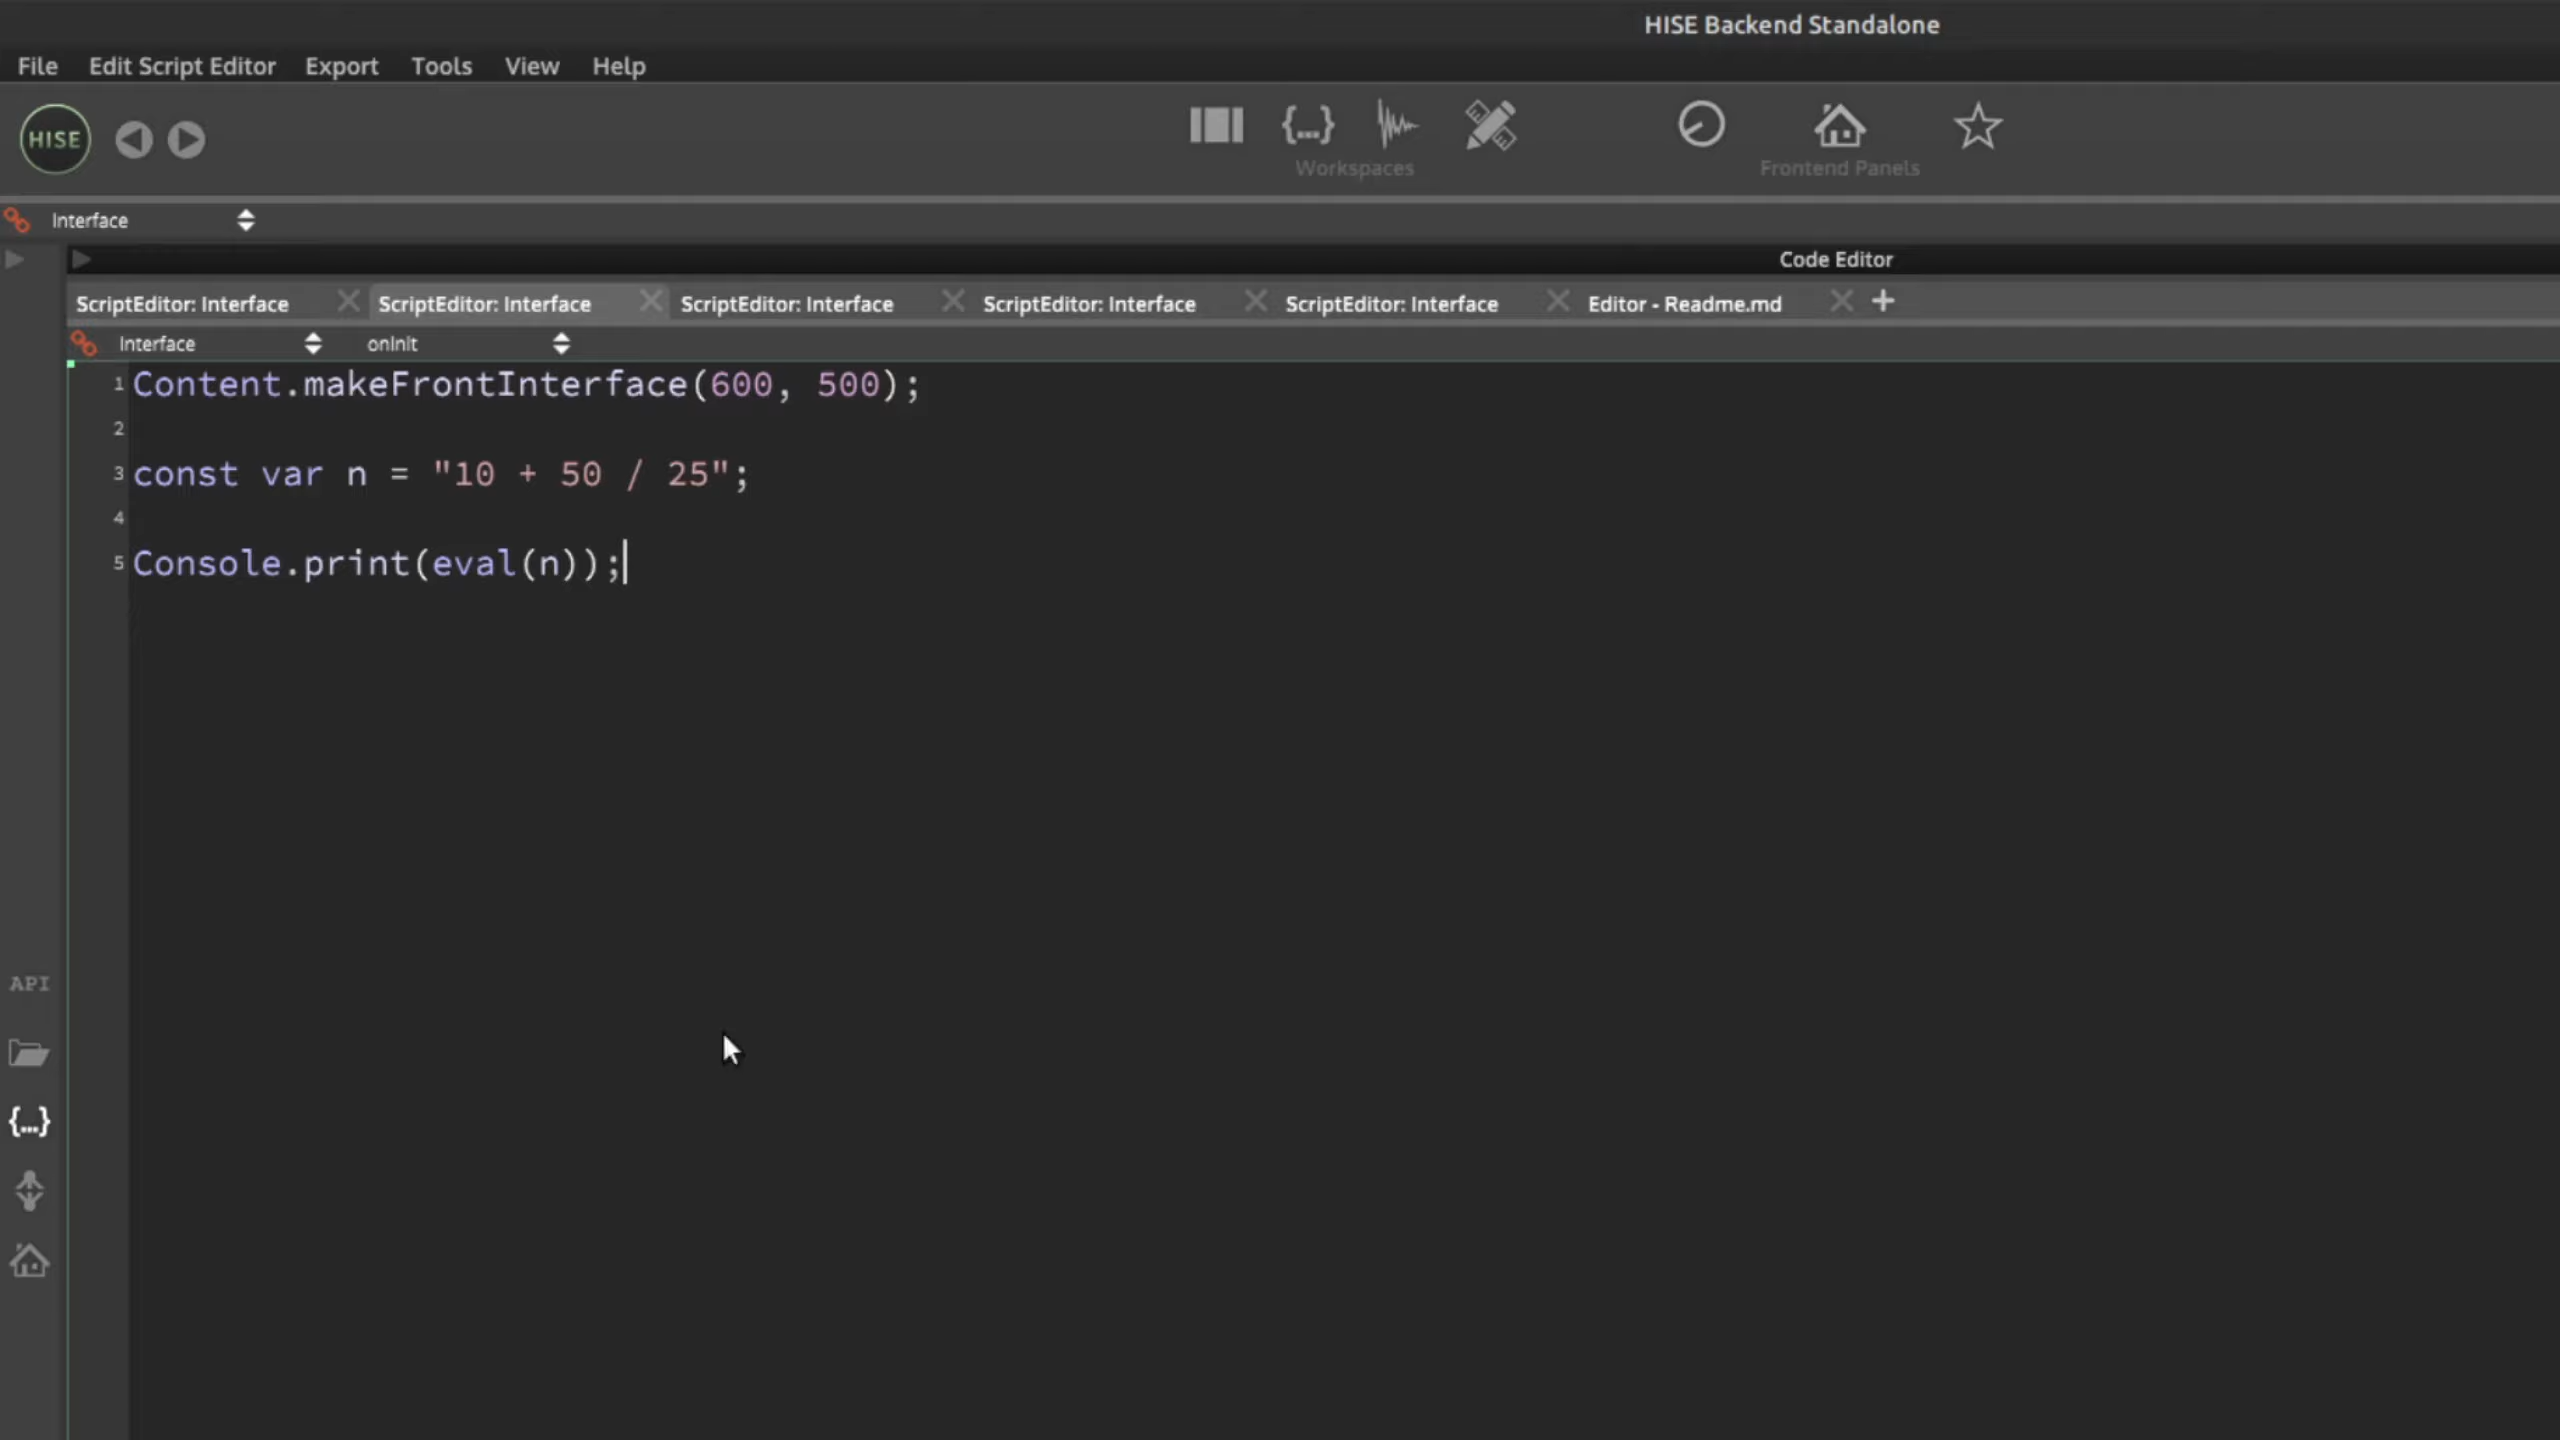 HISE Backend Standalone
File Edit Script Editor Export Tools View Help
HISE
{...}
Workspaces Frontend Panels
Interface
Code Editor
ScriptEditor: Interface ScriptEditor: Interface ScriptEditor: Interface ScriptEditor: Interface ScriptEditor: Interface Editor - Readme.md +
Interface onInit
1 Content.makeFrontInterface(600, 500);
2
3 const var n = "10 + 50 / 25";
4
5 Console.print(eval(n));
API
{...}